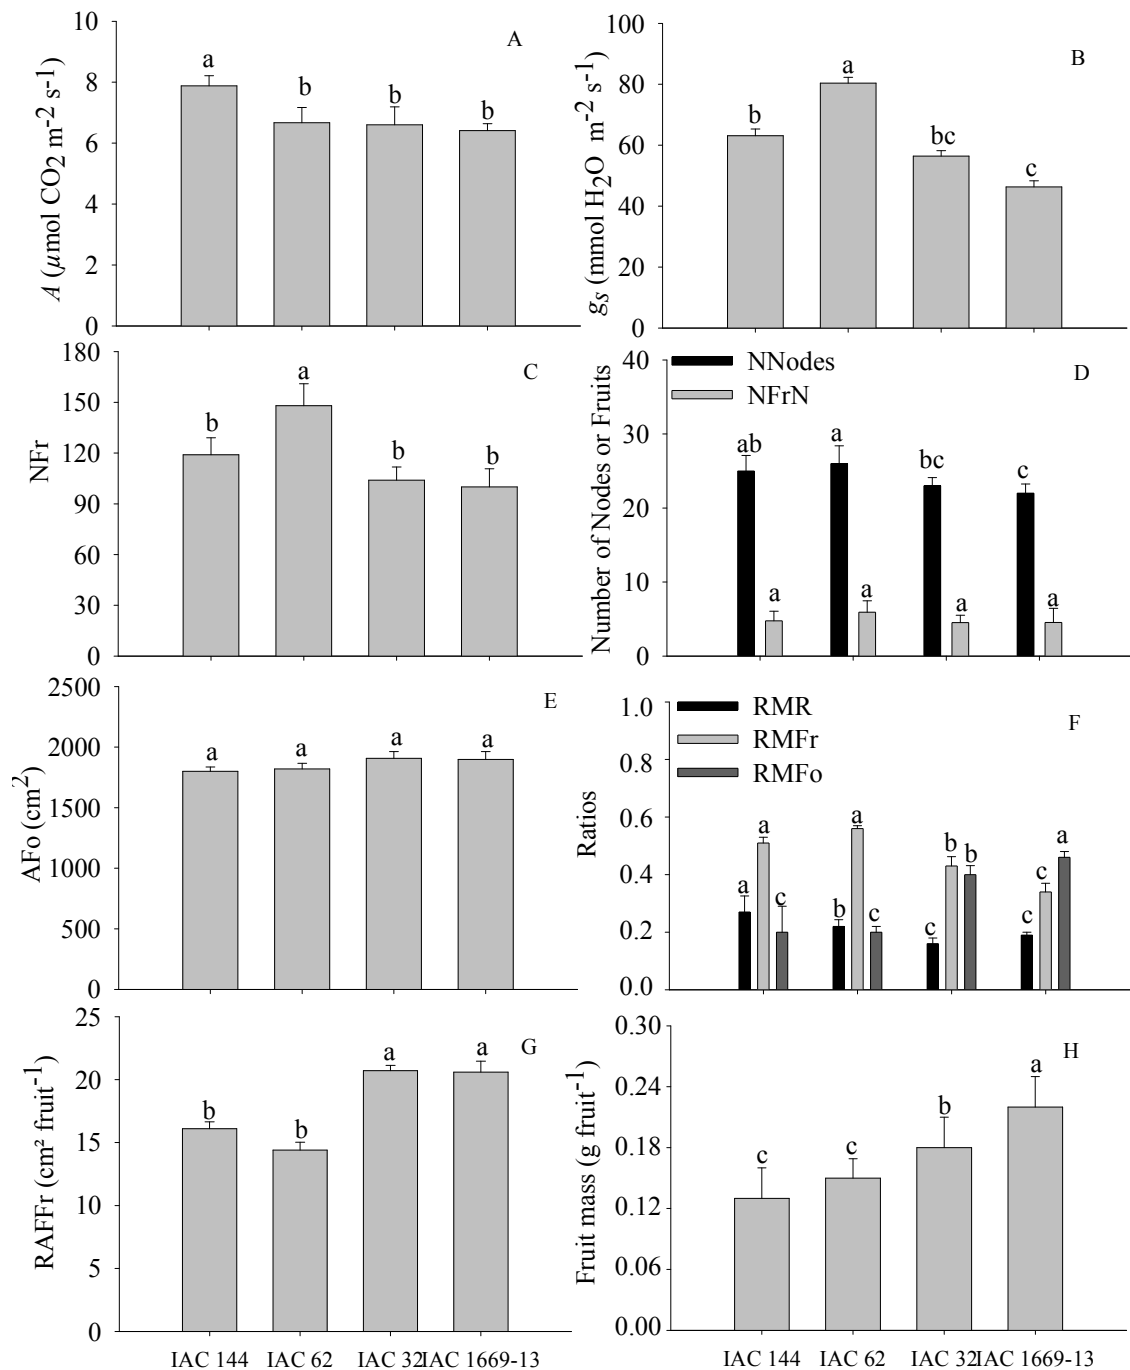 A
A (µmol CO2 m-2 s-1)
10
8
6
4
2
0
a
b
b
b
B
gs (mmol H2O m-2 s-1)
100
80
60
40
20
0
b
a
bc
c
C
NFr
180
150
120
90
60
30
0
b
a
b
b
D
NNodes
NFrN
Number of Nodes or Fruits
40
30
20
10
0
ab
a
bc
c
a
a
a
a
E
AFo (cm2)
2500
2000
1500
1000
500
0
a
a
a
a
F
RMR
RMFr
RMFo
Ratios
1.0
0.8
0.6
0.4
0.2
0.0
a
a
c
b
a
c
c
b
b
c
c
a
G
RAFFr (cm² fruit-1)
25
20
15
10
5
0
b
b
a
a
IAC 144
IAC 62
IAC 32
IAC 1669-13
H
Fruit mass (g fruit-1)
0.30
0.24
0.18
0.12
0.06
0.00
c
c
b
a
IAC 144
IAC 62
IAC 32
IAC 1669-13